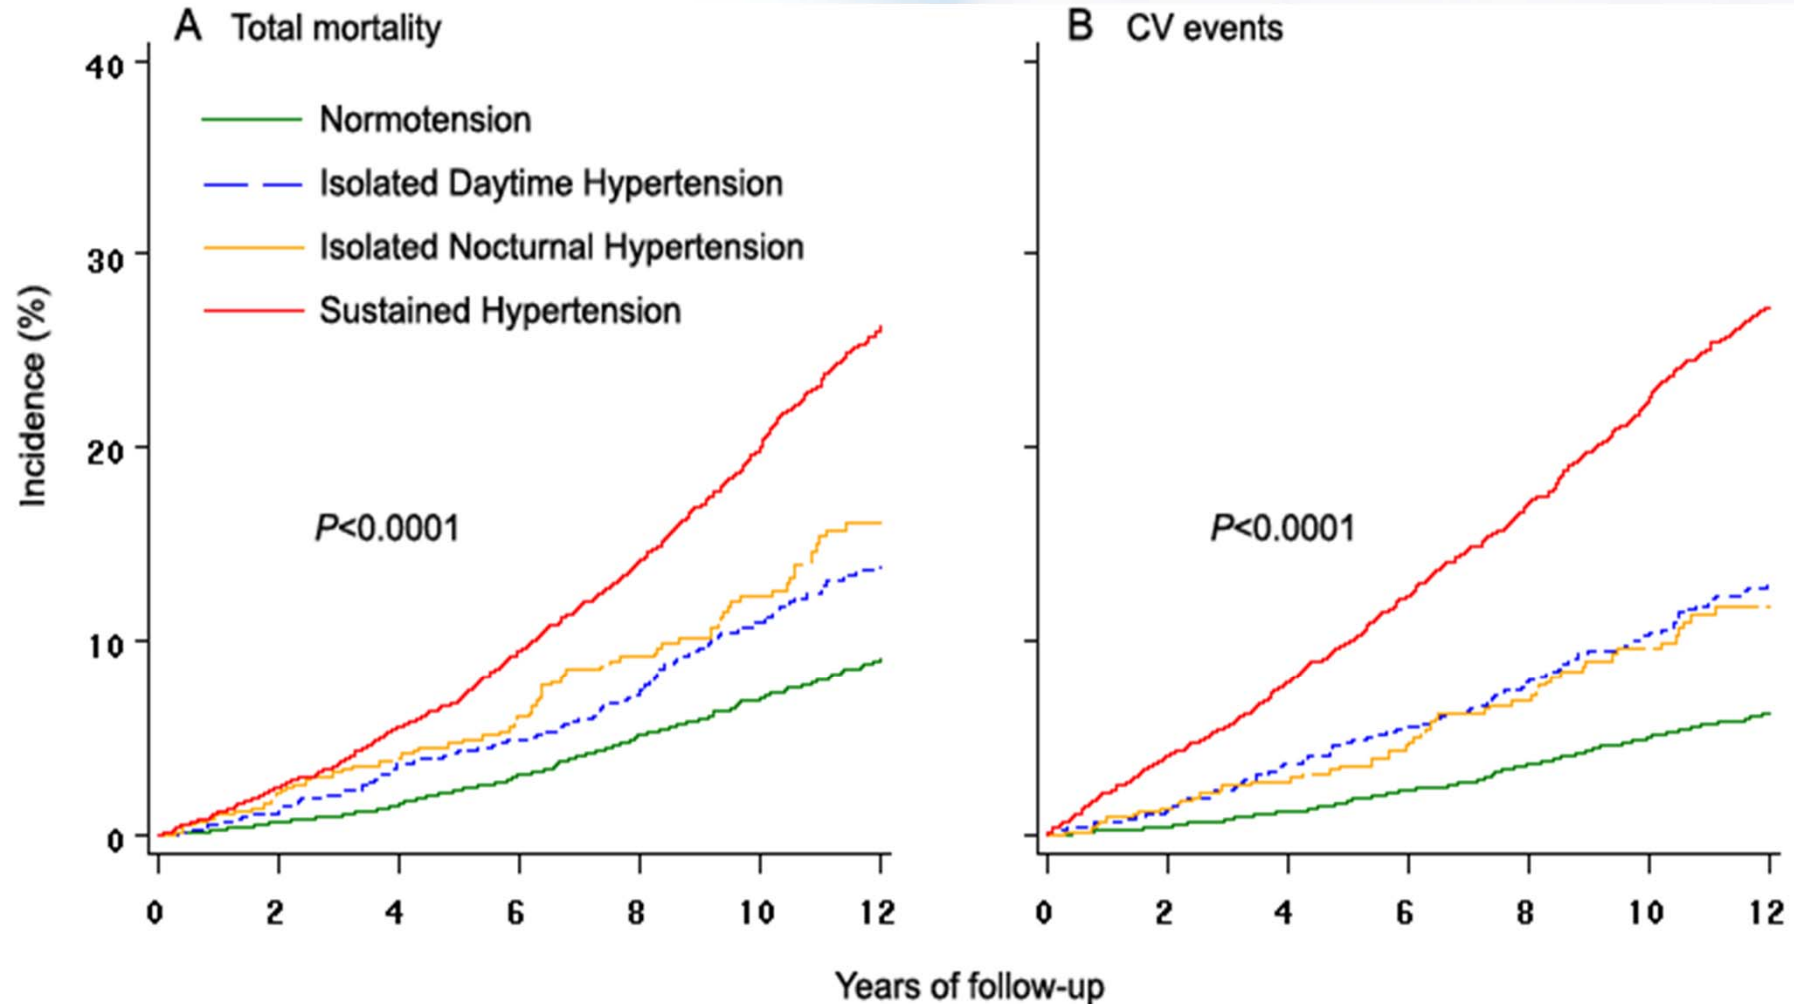 A Total mortality
B CV events
40
30
20
10
0
Incidence (%)
Normotension
Isolated Daytime Hypertension
Isolated Nocturnal Hypertension
Sustained Hypertension
P<0.0001
P<0.0001
0 2 4 6 8 10 12
0 2 4 6 8 10 12
Years of follow-up